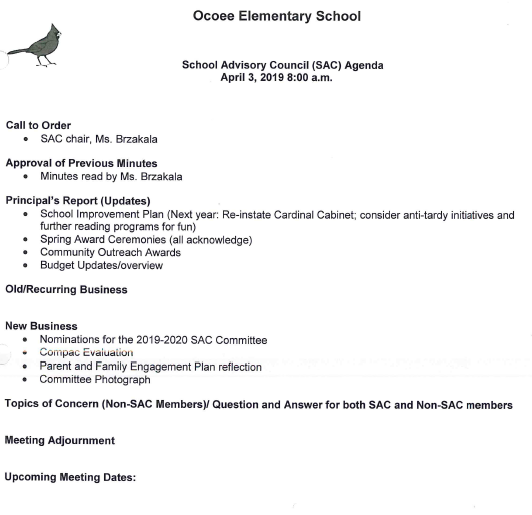 Ocoee Elementary School
School Advisory Council (SAC) Agenda
April 3, 2019 8:00 a.m.
Call to Order
• SAC chair, Ms. Brzakala
Approval of Previous Minutes
• Minutes read by Ms. Brzakala
Principal's Report (Updates)
• School Improvement Plan (Next year: Re-instate Cardinal Cabinet; consider anti-tardy initiatives and
further reading programs for fun)
• Spring Award Ceremonies (all acknowledge)
• Community Outreach Awards
• Budget Updates/overview
Old/Recurring Business
New Business
• Nominations for the 2019-2020 SAC Committee
• Compac Evaluation
• Parent and Family Engagement Plan reflection
• Committee Photograph
Topics of Concern (Non-SAC Members)/ Question and Answer for both SAC and Non-SAC members
Meeting Adjournment
Upcoming Meeting Dates: